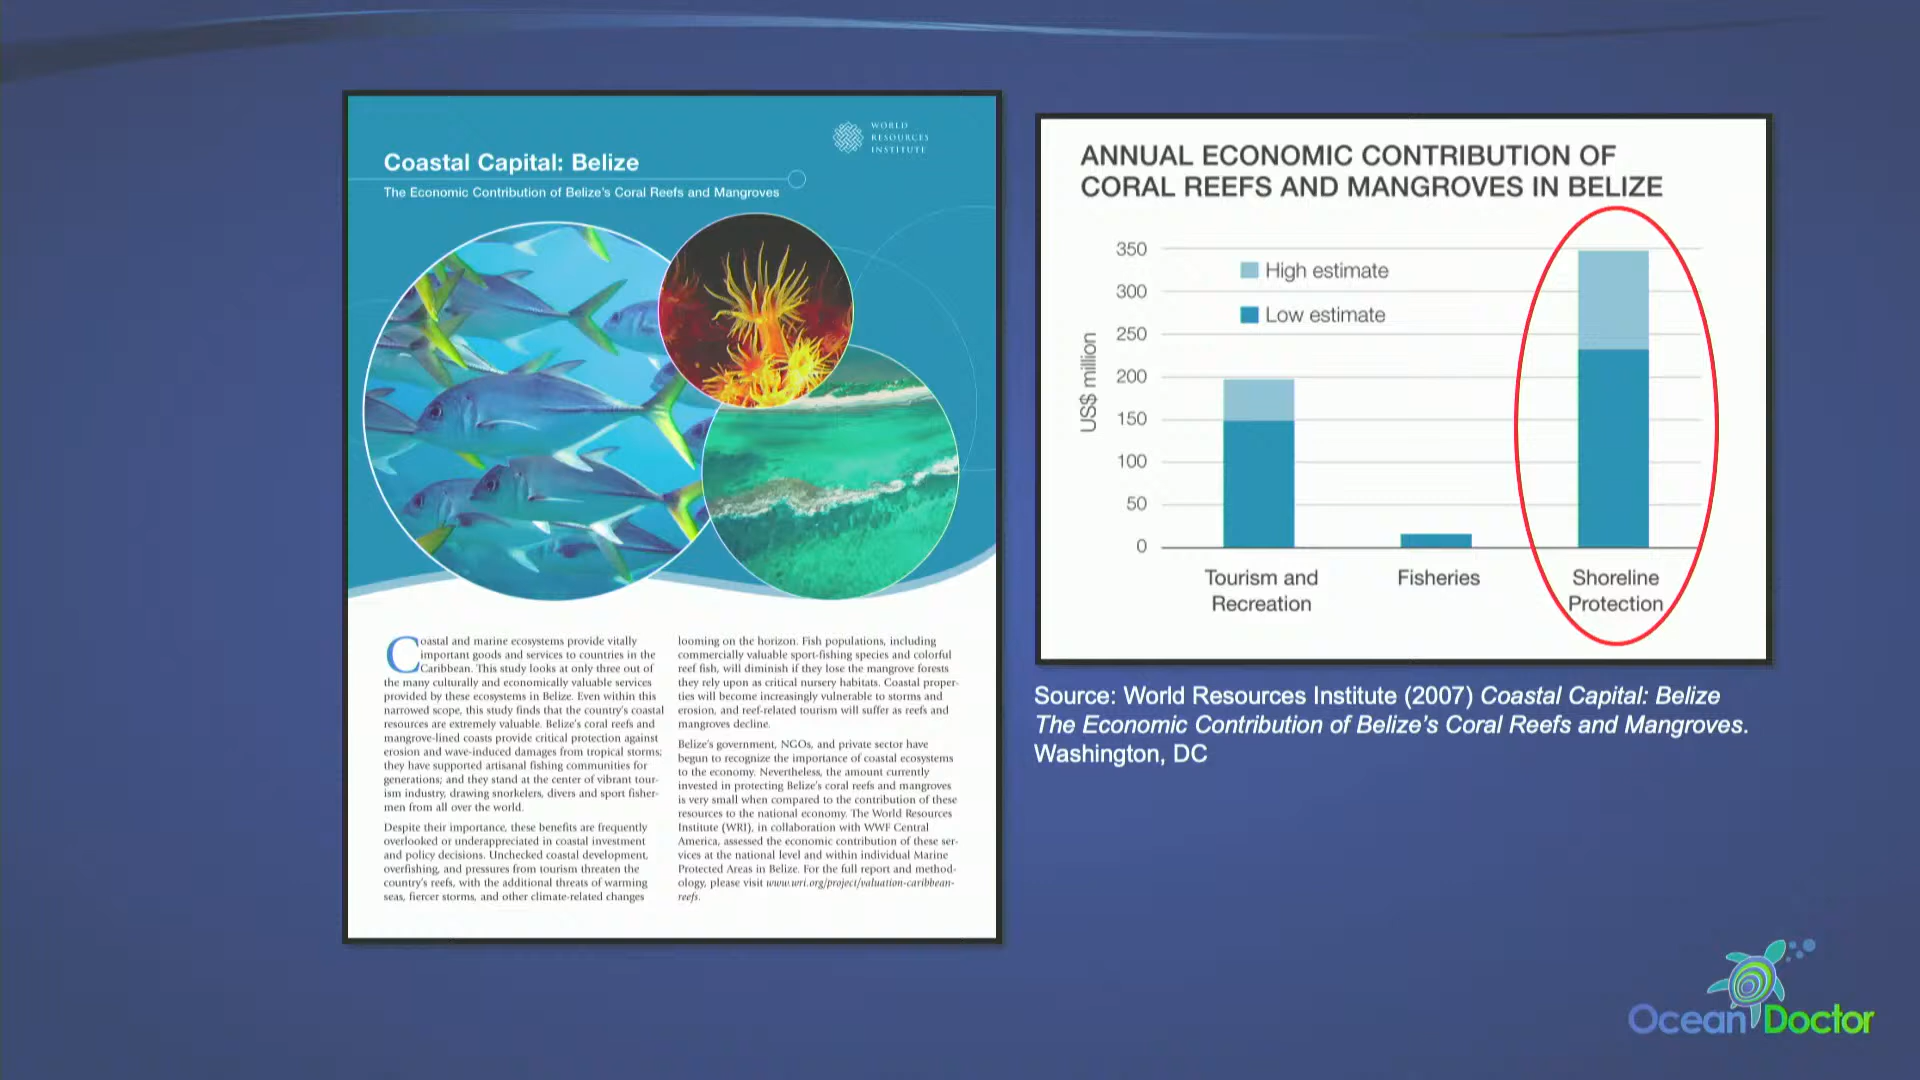 WORLD
RESOURCES
INSTITUTE
Coastal Capital: Belize
The Economic Contribution of Belize's Coral Reefs and Mangroves
Coastal and marine ecosystems provide vitally
important goods and services to countries in the
Caribbean. This study looks at only three out of
the many culturally and economically valuable services
provided by these ecosystems in Belize. Even within this
narrowed scope, this study finds that the country's coastal
resources are extremely valuable. Belize's coral reefs and
mangrove-lined coasts provide critical protection against
erosion and wave-induced damages from tropical storms;
they have supported artisanal fishing communities for
generations; and they stand at the center of vibrant tour-
ism industry, drawing snorkelers, divers and sport fisher-
men from all over the world.
Despite their importance, these benefits are frequently
overlooked or underappreciated in coastal investment
and policy decisions. Unchecked coastal development,
overfishing, and pressures from tourism threaten the
country's reefs, with the additional threats of warming
seas, fiercer storms, and other climate-related changes
looming on the horizon. Fish populations, including
commercially valuable sport-fishing species and colorful
reef fish, will diminish if they lose the mangrove forests
they rely upon as critical nursery habitats. Coastal proper-
ties will become increasingly vulnerable to storms and
erosion, and reef-related tourism will suffer as reefs and
mangroves decline.
Belize's government, NGOs, and private sector have
begun to recognize the importance of coastal ecosystems
to the economy. Nevertheless, the amount currently
invested in protecting Belize's coral reefs and mangroves
is very small when compared to the contribution of these
resources to the national economy. The World Resources
Institute (WRI), in collaboration with WWF Central
America, assessed the economic contribution of these ser-
vices at the national level and within individual Marine
Protected Areas in Belize. For the full report and method-
ology, please visit www.wri.org/project/valuation-caribbean-
reefs.
ANNUAL ECONOMIC CONTRIBUTION OF
CORAL REEFS AND MANGROVES IN BELIZE
US$ million
350
300
250
200
150
100
50
0
High estimate
Low estimate
Tourism and
Recreation
Fisheries
Shoreline
Protection
Source: World Resources Institute (2007) Coastal Capital: Belize
The Economic Contribution of Belize's Coral Reefs and Mangroves.
Washington, DC
Ocean Doctor